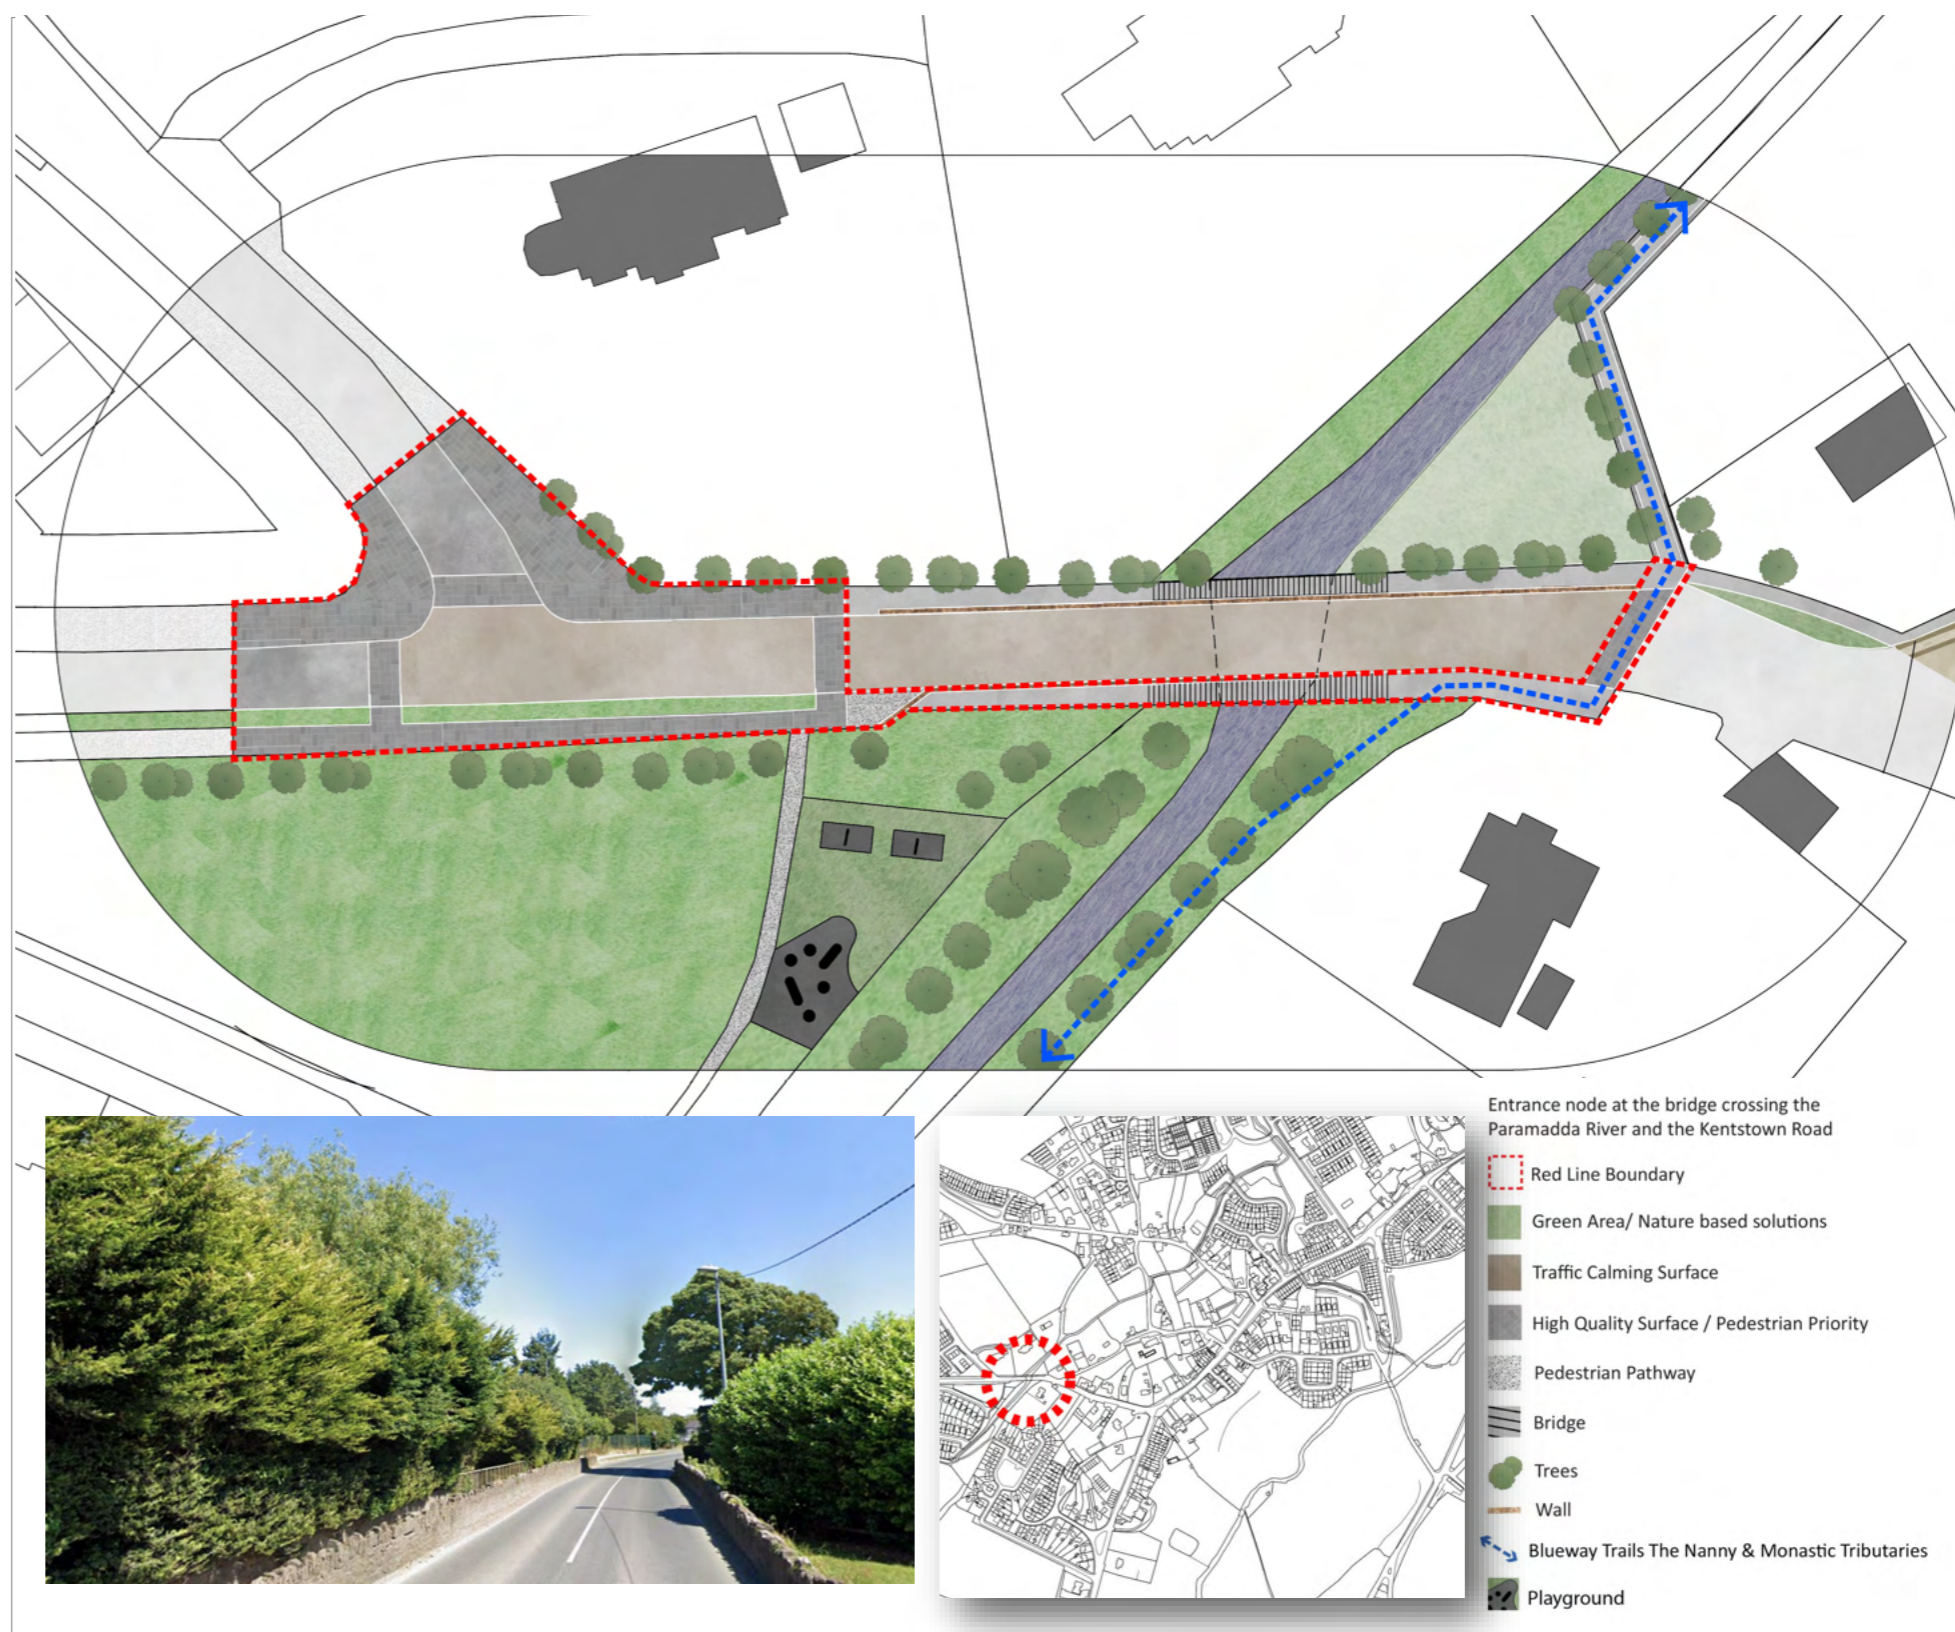 Entrance node at the bridge crossing the
Paramadda River and the Kentstown Road
Red Line Boundary
Green Area/ Nature based solutions
Traffic Calming Surface
High Quality Surface / Pedestrian Priority
Pedestrian Pathway
Bridge
Trees
Wall
Blueway Trails The Nanny & Monastic Tributaries
Playground